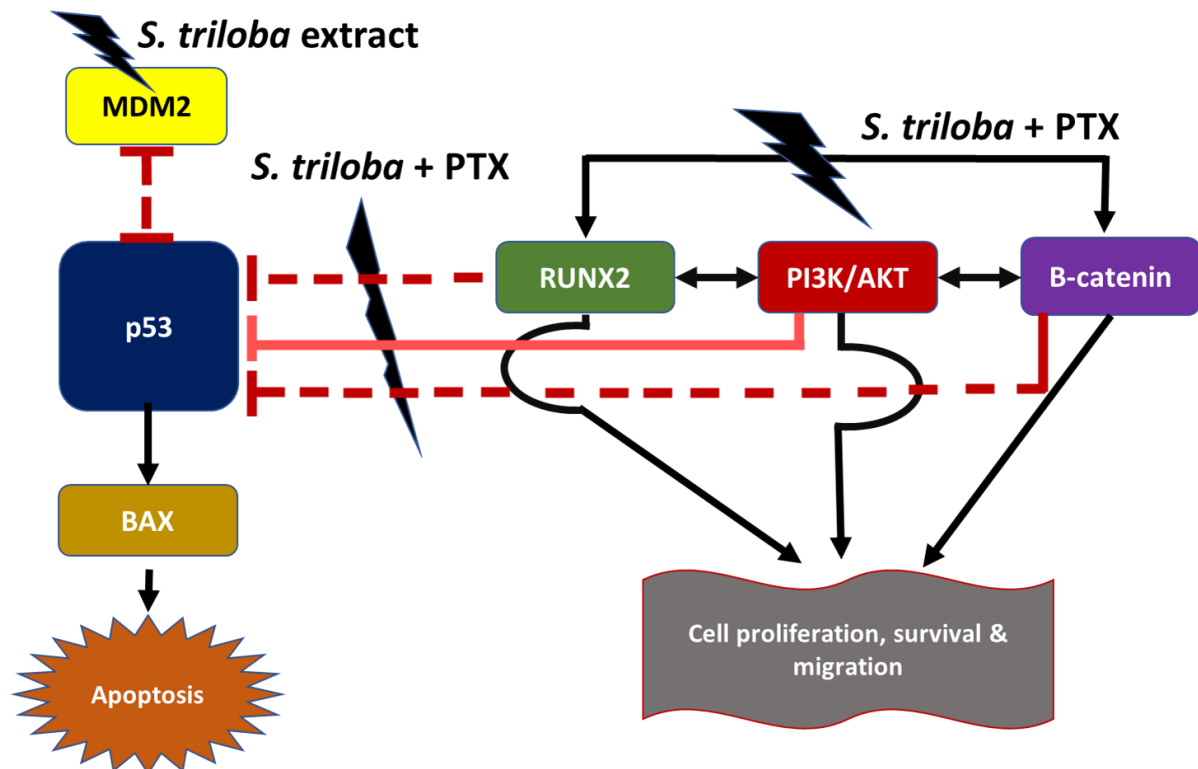 S. triloba extract
MDM2
S. triloba + PTX
S. triloba + PTX
RUNX2
PI3K/AKT
B-catenin
p53
BAX
Cell proliferation, survival &
migration
Apoptosis